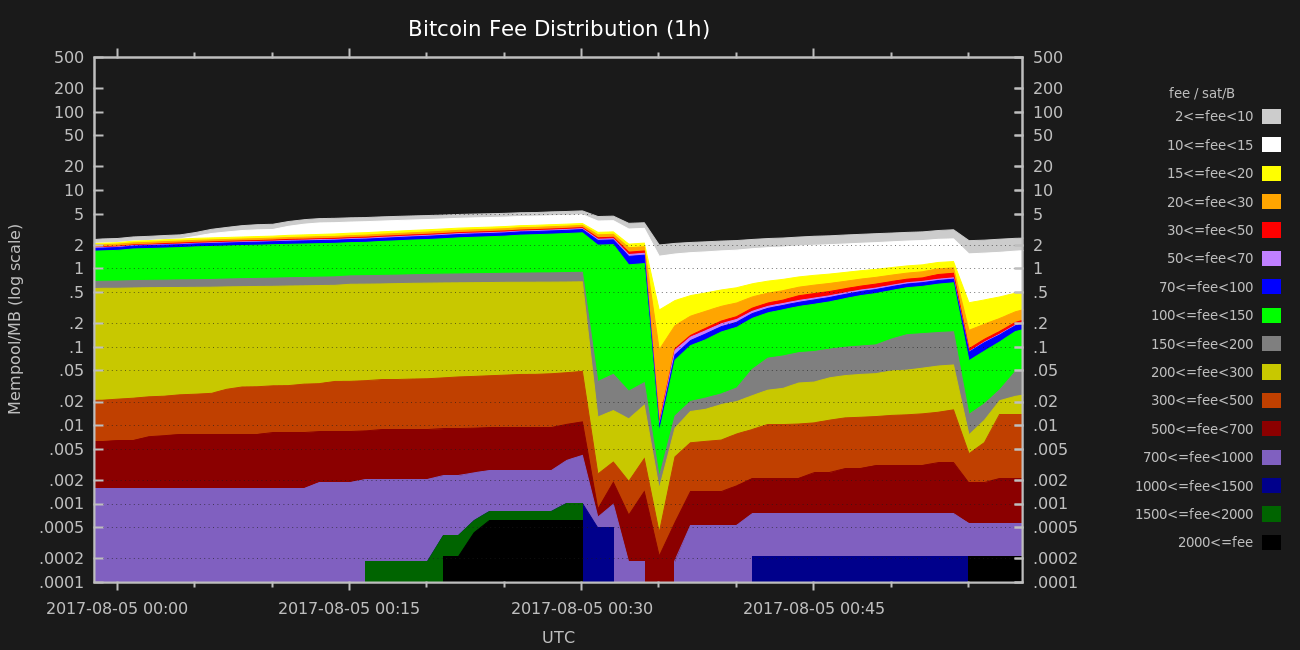 Bitcoin Fee Distribution (1h)
Mempool/MB (log scale)
500
200
100
50
20
10
5
2
1
.5
.2
.1
.05
.02
.01
.005
.002
.001
.0005
.0002
.0001
500
200
100
50
20
10
5
2
1
.5
.2
.1
.05
.02
.01
.005
.002
.001
.0005
.0002
.0001
2017-08-05 00:00
2017-08-05 00:15
2017-08-05 00:30
2017-08-05 00:45
UTC
fee / sat/B
2<=fee<10
10<=fee<15
15<=fee<20
20<=fee<30
30<=fee<50
50<=fee<70
70<=fee<100
100<=fee<150
150<=fee<200
200<=fee<300
300<=fee<500
500<=fee<700
700<=fee<1000
1000<=fee<1500
1500<=fee<2000
2000<=fee